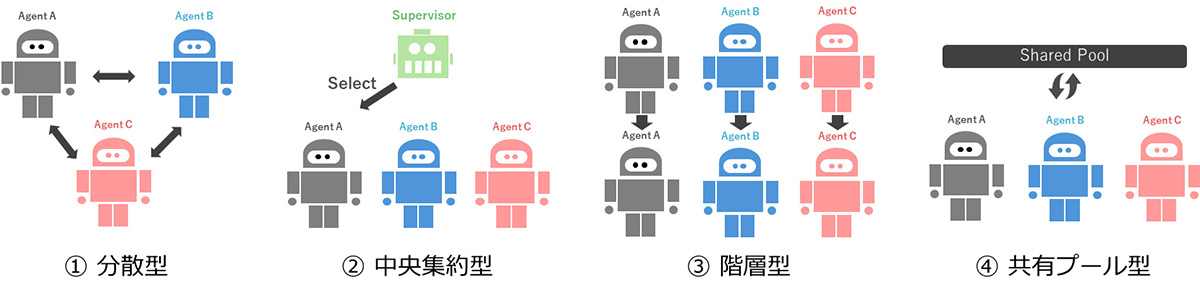 Agent A
Agent B
Agent C
① 分散型
Supervisor
Select
Agent A
Agent B
Agent C
② 中央集約型
Agent A
Agent B
Agent C
Agent A
Agent B
Agent C
③ 階層型
Shared Pool
Agent A
Agent B
Agent C
④ 共有プール型